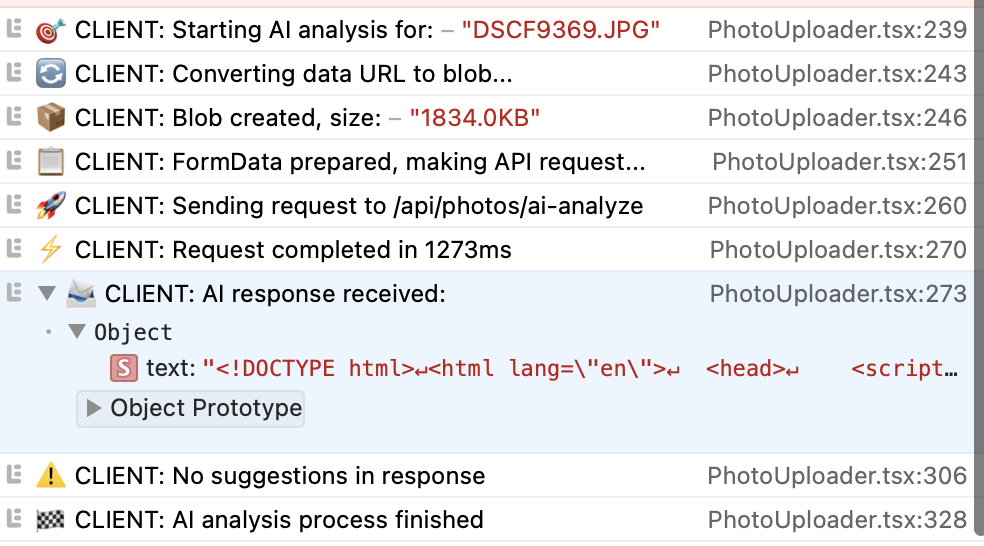 🎯 CLIENT: Starting AI analysis for: – "DSCF9369.JPG" PhotoUploader.tsx:239
🔄 CLIENT: Converting data URL to blob... PhotoUploader.tsx:243
📦 CLIENT: Blob created, size: – "1834.0KB" PhotoUploader.tsx:246
📋 CLIENT: FormData prepared, making API request... PhotoUploader.tsx:251
🚀 CLIENT: Sending request to /api/photos/ai-analyze PhotoUploader.tsx:260
⚡ CLIENT: Request completed in 1273ms PhotoUploader.tsx:270
▼ 📨 CLIENT: AI response received: PhotoUploader.tsx:273
▼ Object
S text: "<!DOCTYPE html>↵<html lang=\"en\">↵  <head>↵    <script…
▶ Object Prototype
⚠️ CLIENT: No suggestions in response PhotoUploader.tsx:306
🏁 CLIENT: AI analysis process finished PhotoUploader.tsx:328